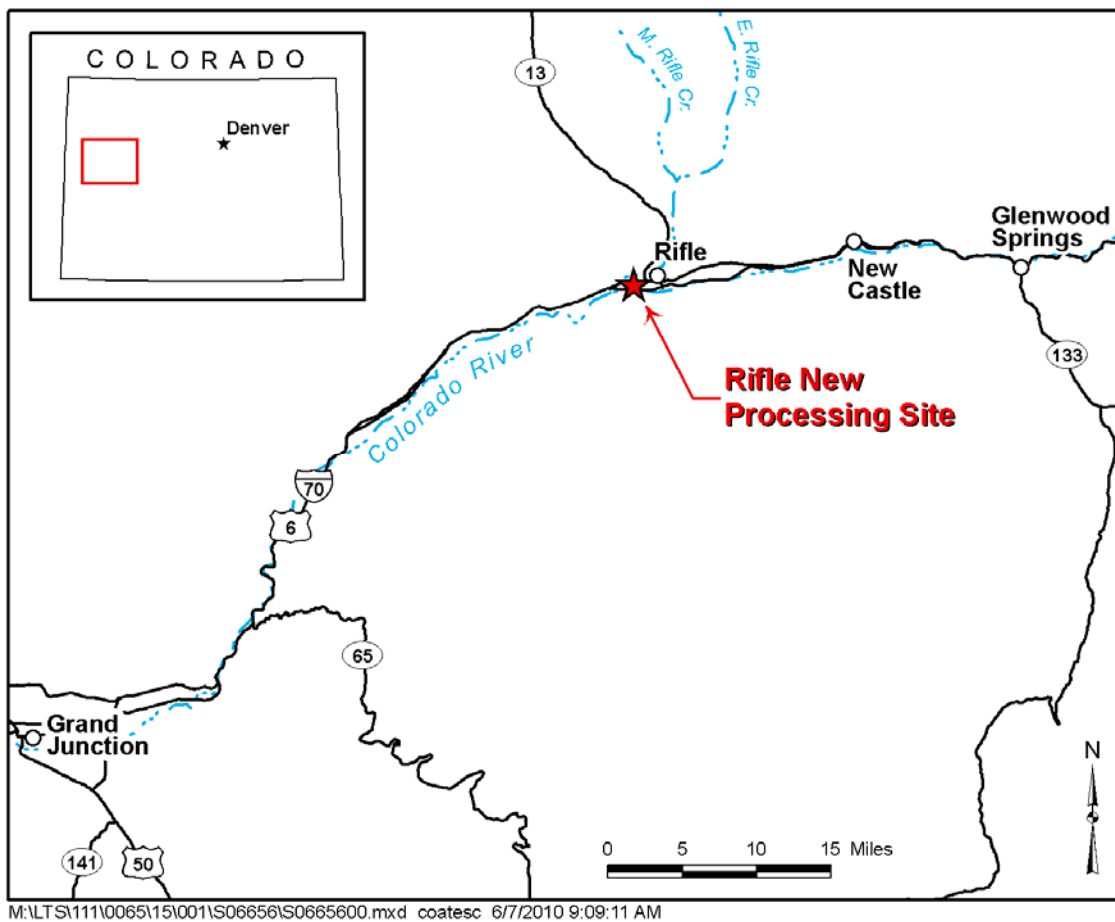 COLORADO
Denver
13
M. Rifle Cr.
E. Rifle Cr.
Rifle
New
Castle
Glenwood
Springs
133
Rifle New
Processing Site
Colorado River
70
6
65
Grand
Junction
141
50
N
0 5 10 15 Miles
M:\LTS\111\0065\15\001\S06656\S0665600.mxd coatesc 6/7/2010 9:09:11 AM